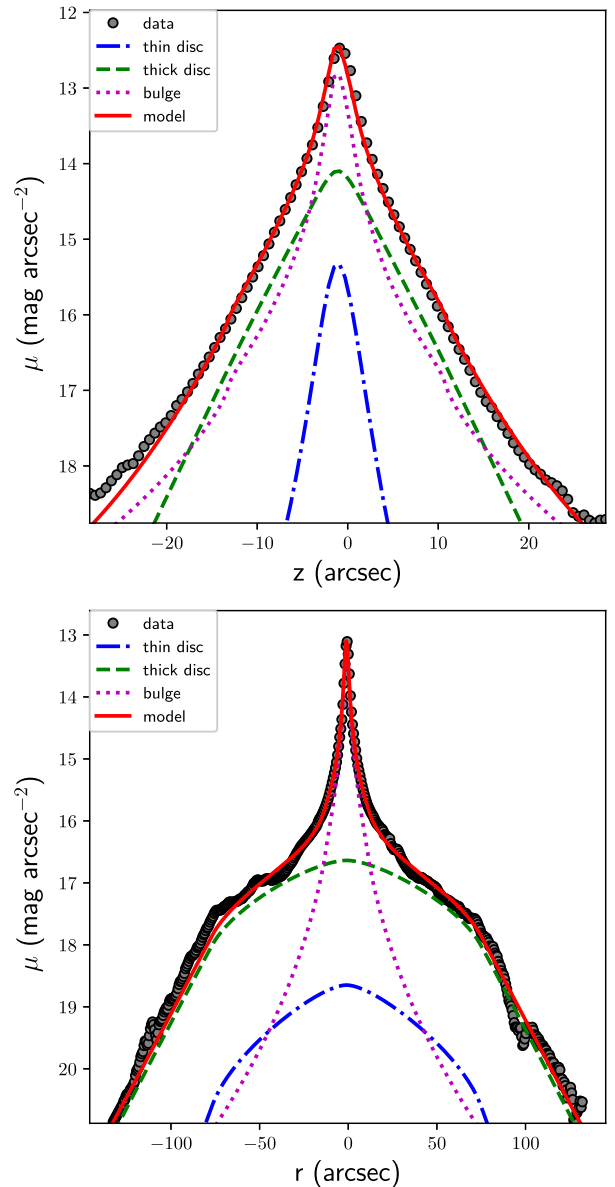 12
13
14
15
16
17
18
μ (mag arcsec⁻²)
data
thin disc
thick disc
bulge
model
−20 −10 0 10 20
z (arcsec)
13
14
15
16
17
18
19
20
μ (mag arcsec⁻²)
data
thin disc
thick disc
bulge
model
−100 −50 0 50 100
r (arcsec)